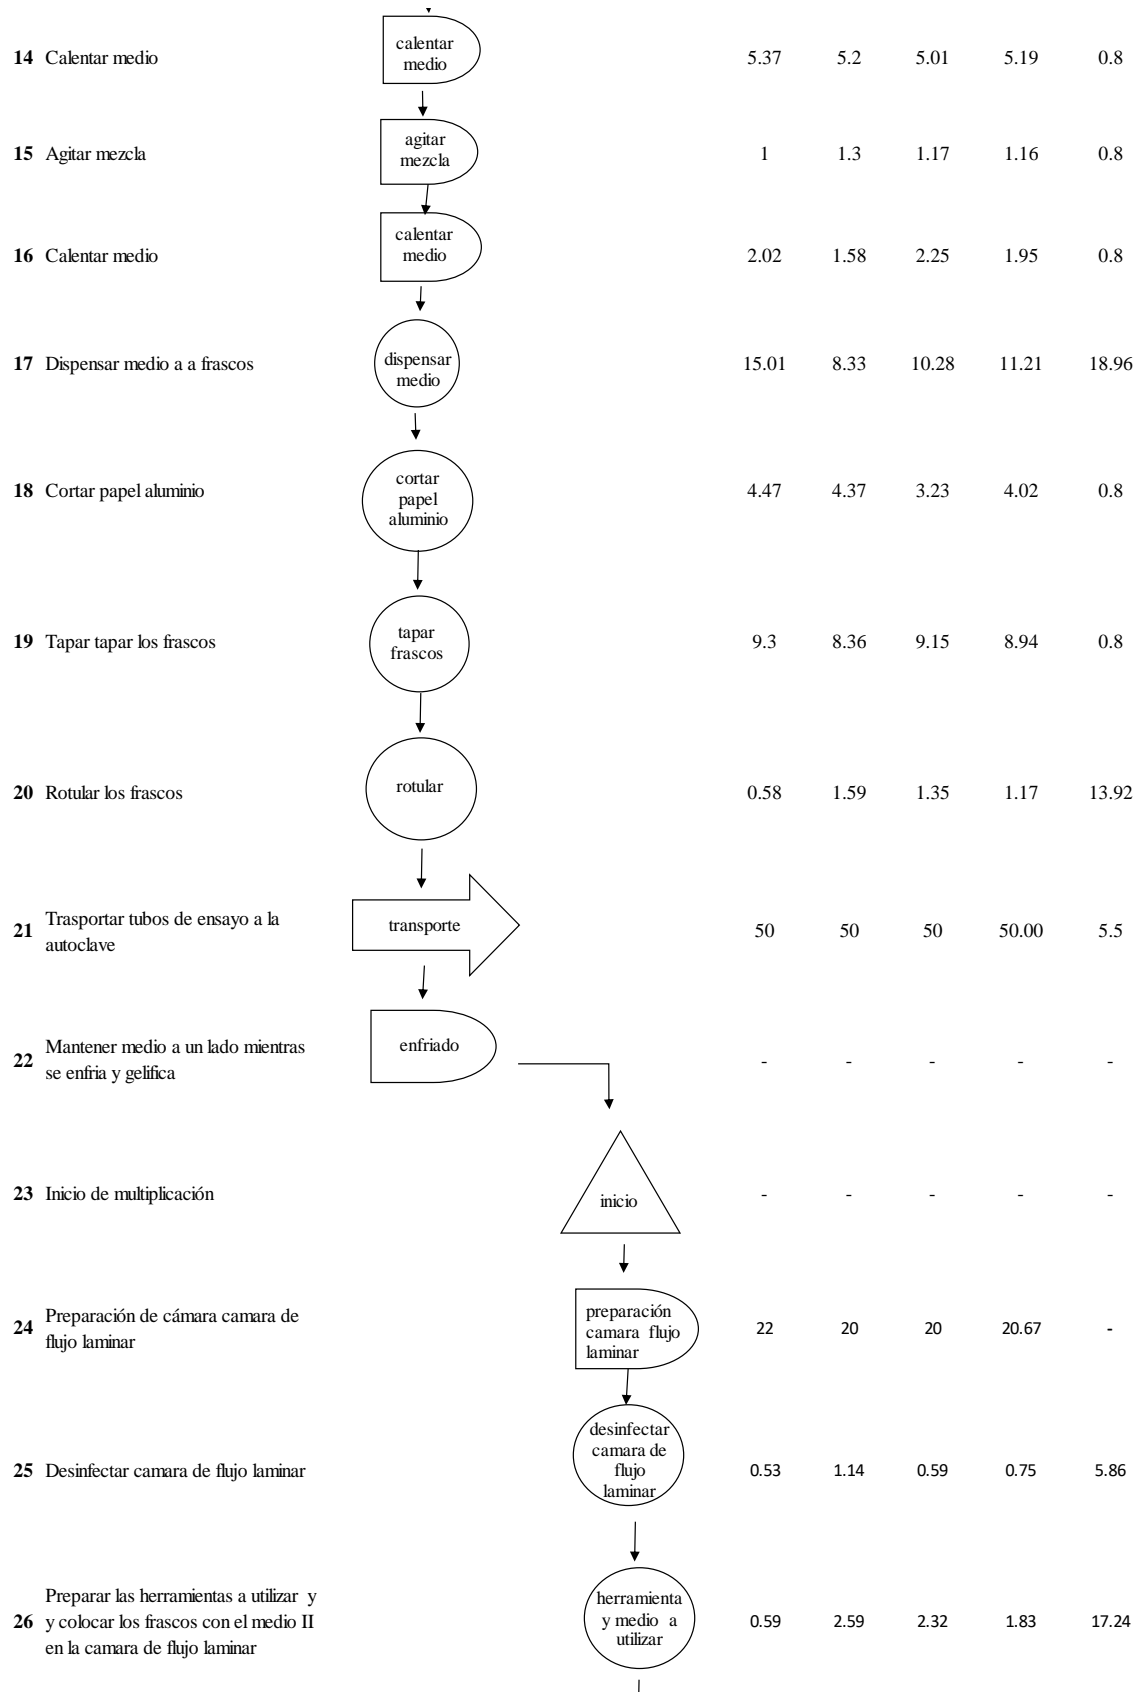 calentar
medio
14 Calentar medio 5.37 5.2 5.01 5.19 0.8
agitar
mezcla
15 Agitar mezcla 1 1.3 1.17 1.16 0.8
calentar
medio
16 Calentar medio 2.02 1.58 2.25 1.95 0.8
dispensar
medio
17 Dispensar medio a a frascos 15.01 8.33 10.28 11.21 18.96
cortar
papel
aluminio
18 Cortar papel aluminio 4.47 4.37 3.23 4.02 0.8
tapar
frascos
19 Tapar tapar los frascos 9.3 8.36 9.15 8.94 0.8
rotular
20 Rotular los frascos 0.58 1.59 1.35 1.17 13.92
21 Trasportar tubos de ensayo a la
autoclave
transporte
50 50 50 50.00 5.5
22 Mantener medio a un lado mientras
se enfria y gelifica
enfriado
- - - - -
23 Inicio de multiplicación
inicio
- - - - -
24 Preparación de cámara camara de
flujo laminar
preparación
camara flujo
laminar
22 20 20 20.67 -
desinfectar
camara de
flujo
laminar
25 Desinfectar camara de flujo laminar 0.53 1.14 0.59 0.75 5.86
26 Preparar las herramientas a utilizar y
y colocar los frascos con el medio II
en la camara de flujo laminar
herramienta
y medio a
utilizar
0.59 2.59 2.32 1.83 17.24